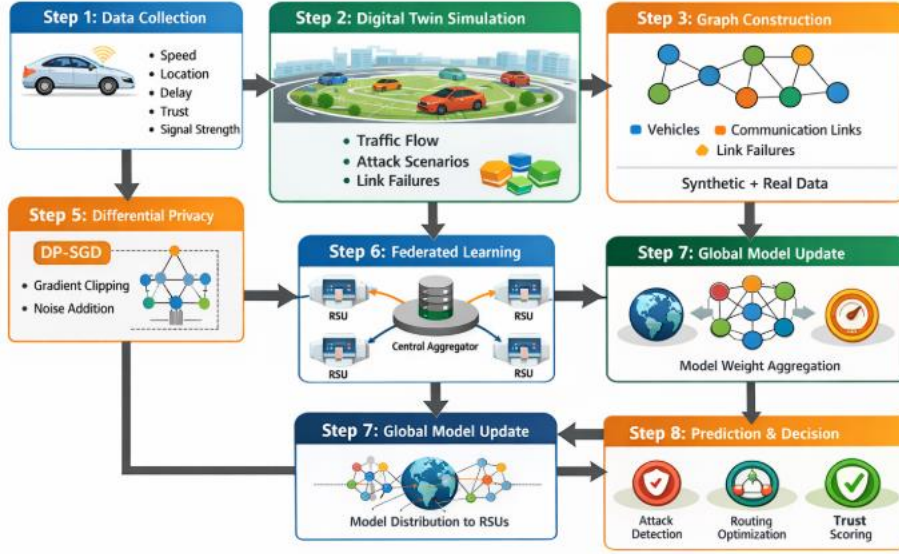 Step 1: Data Collection
Speed
Location
Delay
Trust
Signal Strength
Step 2: Digital Twin Simulation
Traffic Flow
Attack Scenarios
Link Failures
Step 3: Graph Construction
Vehicles
Communication Links
Link Failures
Synthetic + Real Data
Step 5: Differential Privacy
DP-SGD
Gradient Clipping
Noise Addition
Step 6: Federated Learning
RSU
RSU
Central Aggregator
RSU
RSU
Step 7: Global Model Update
Model Weight Aggregation
Step 7: Global Model Update
Model Distribution to RSUs
Step 8: Prediction & Decision
Attack
Detection
Routing
Optimization
Trust
Scoring